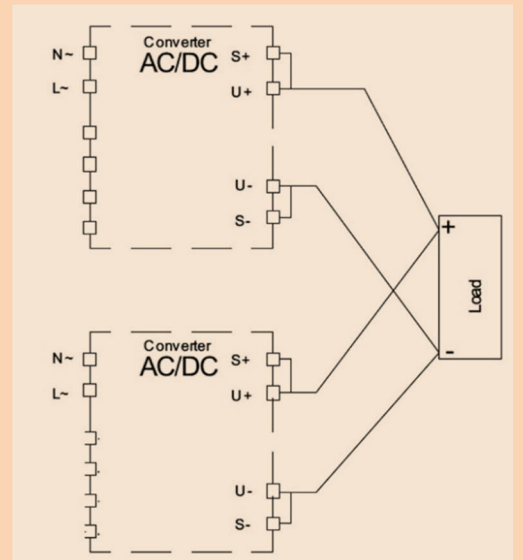 Converter
AC/DC
N~
S+
L~
U+
U-
S-
+
Load
-
Converter
AC/DC
N~
S+
L~
U+
U-
S-